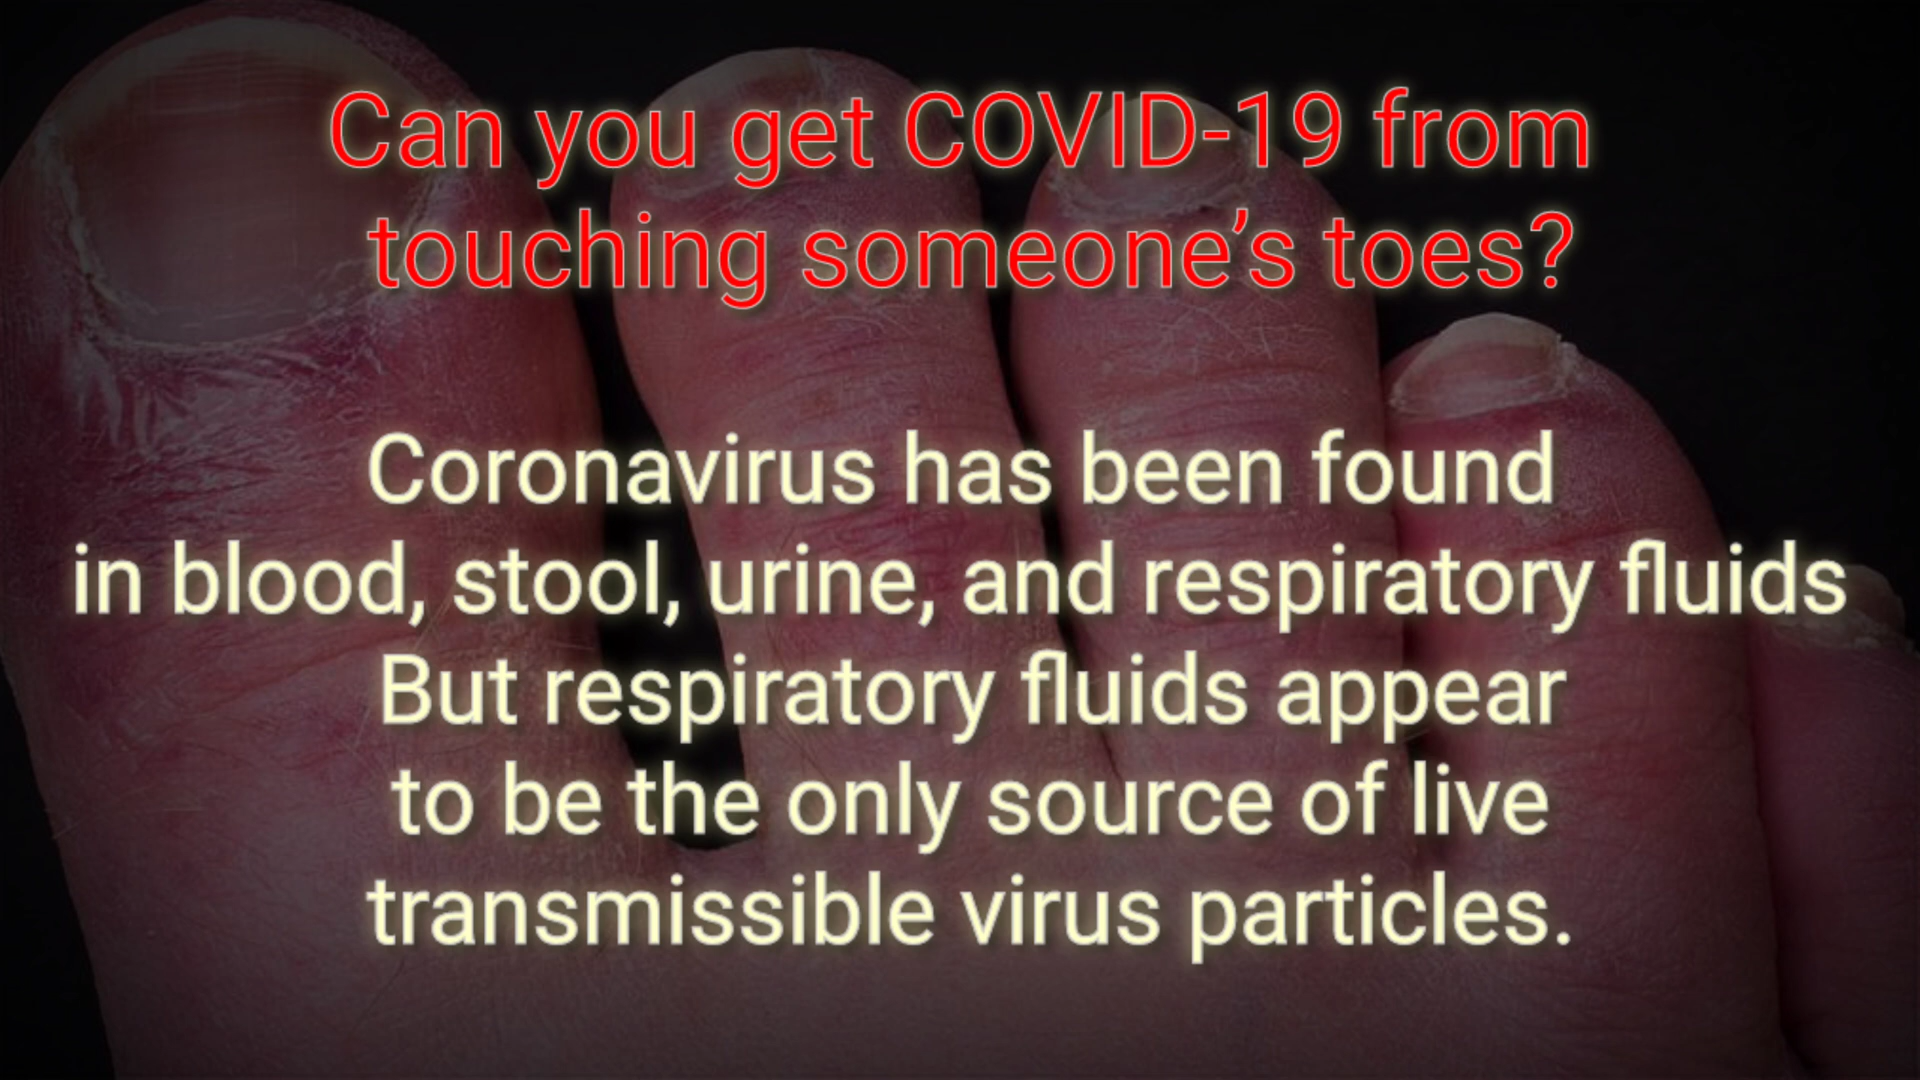 Can you get COVID-19 from
touching someone’s toes?
Coronavirus has been found
in blood, stool, urine, and respiratory fluids
But respiratory fluids appear
to be the only source of live
transmissible virus particles.